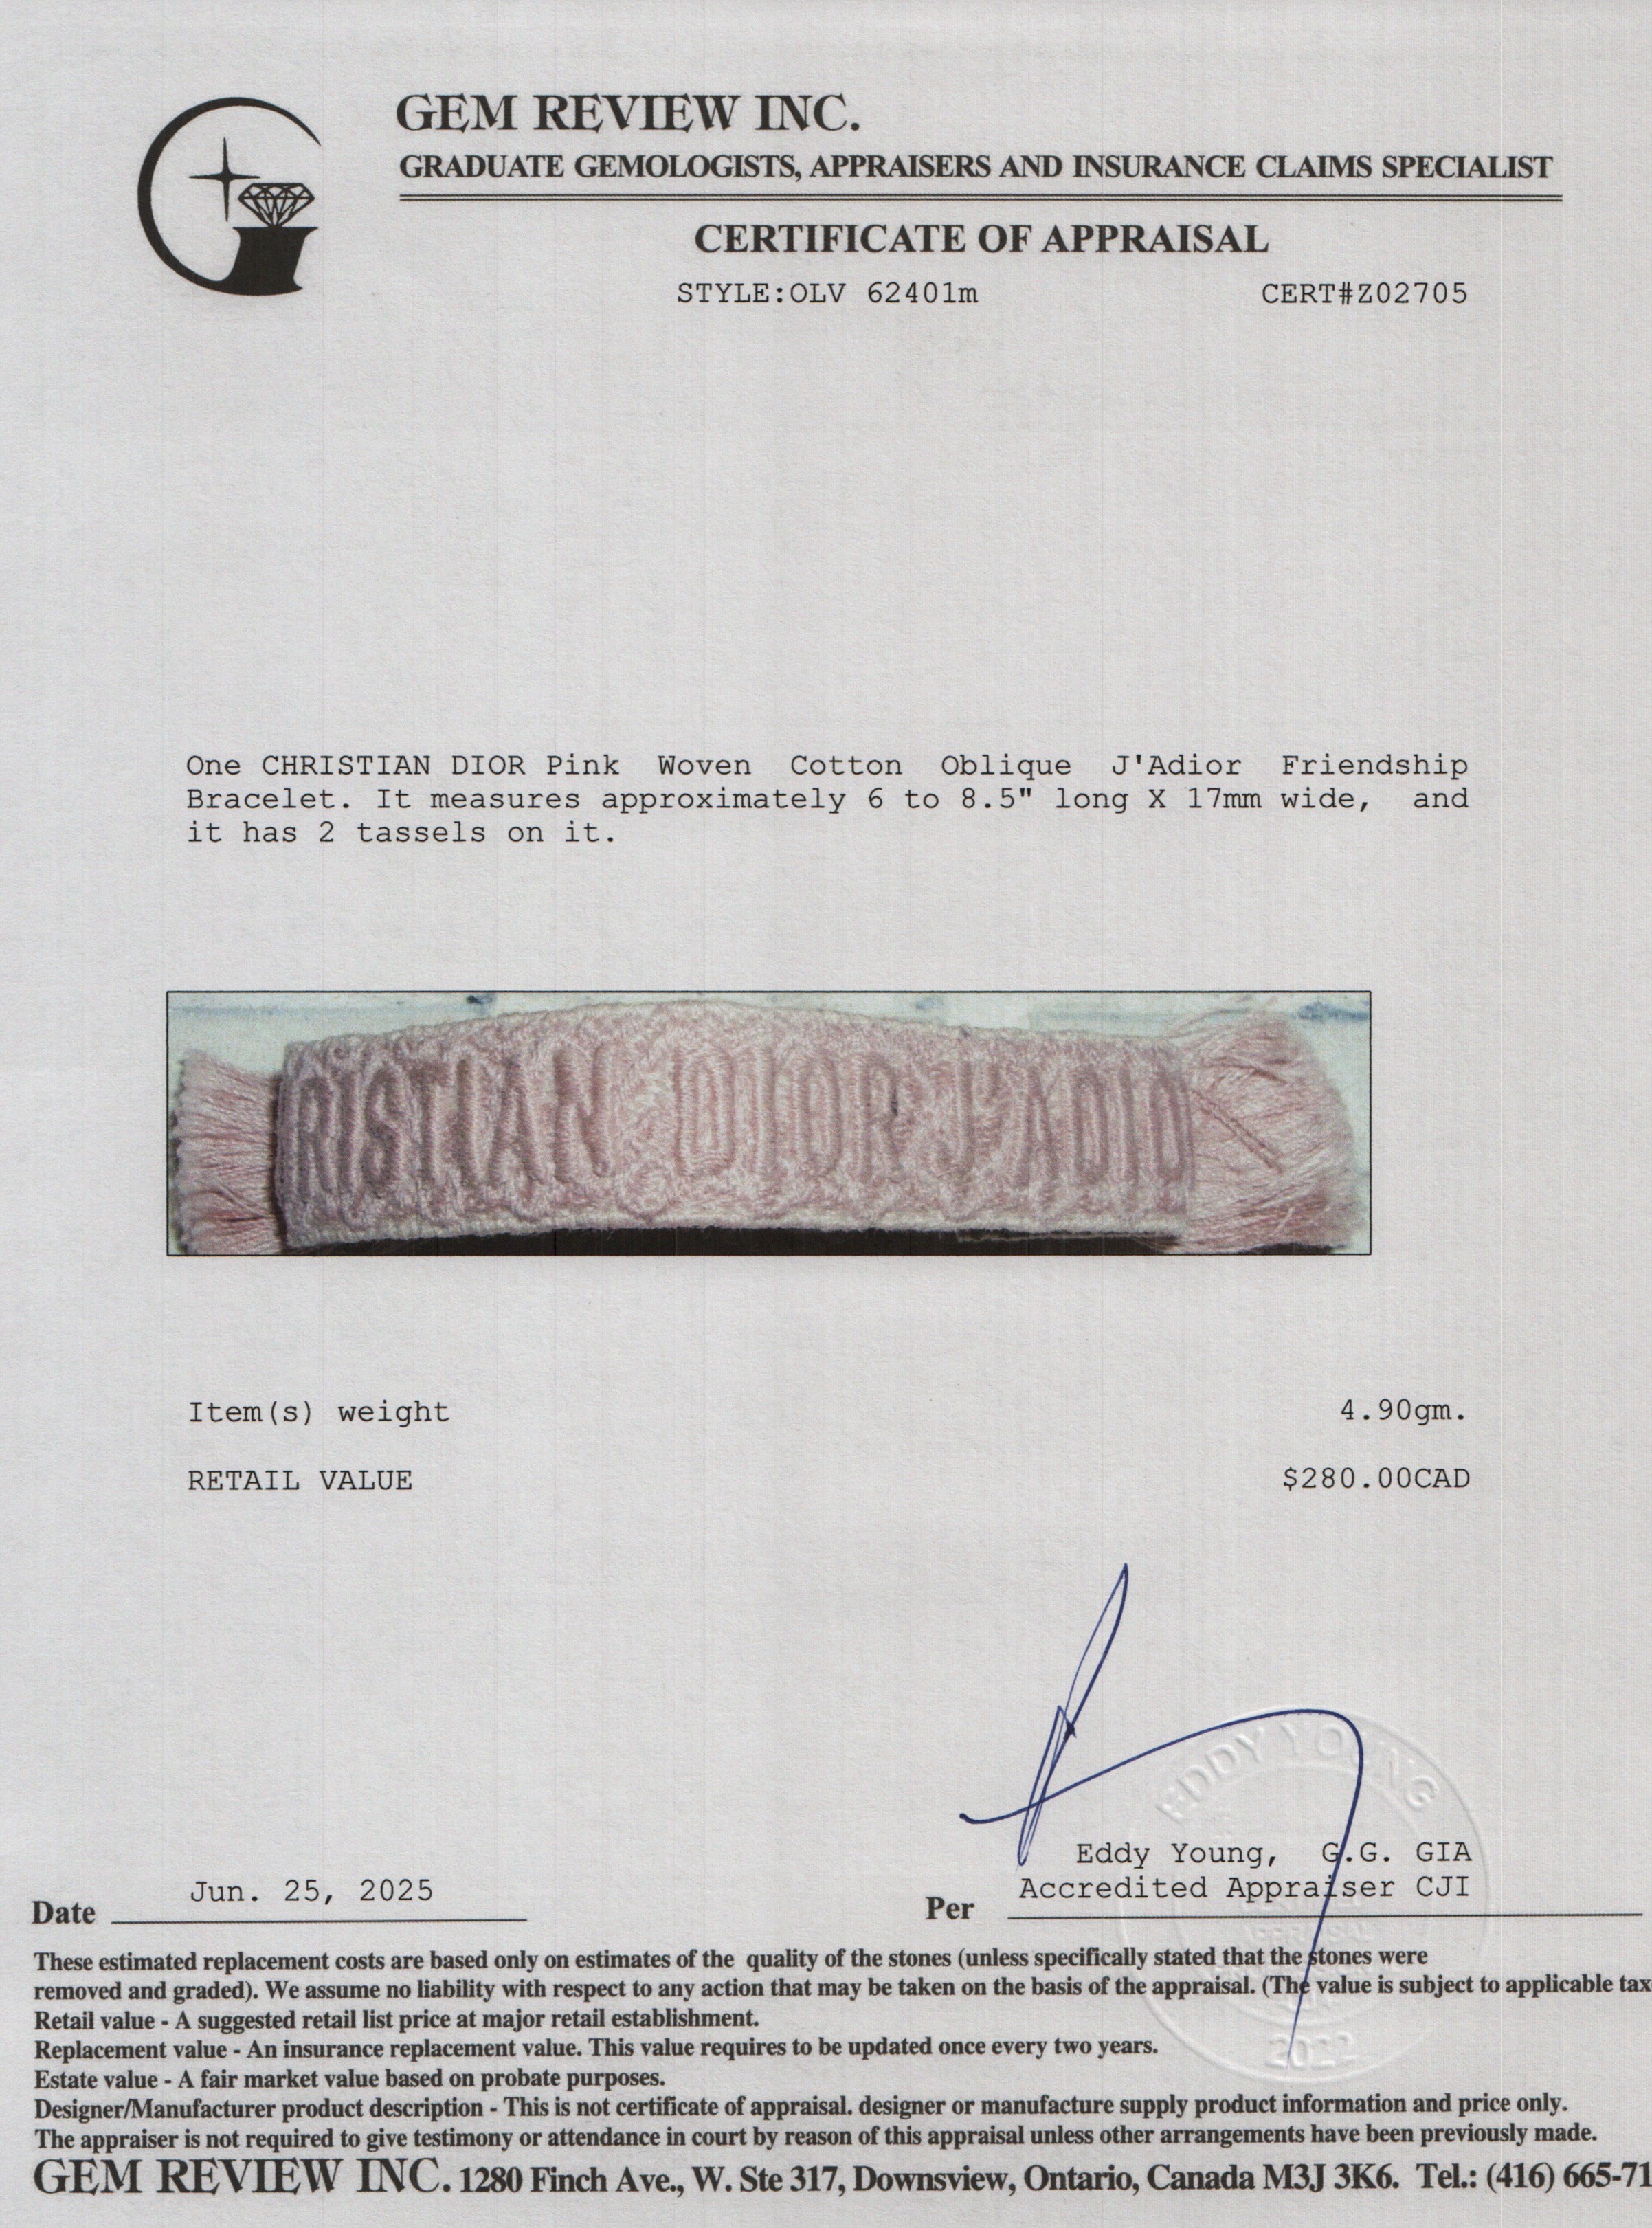 GEM REVIEW INC.
GRADUATE GEMOLOGISTS, APPRAISERS AND INSURANCE CLAIMS SPECIALIST
CERTIFICATE OF APPRAISAL
STYLE:OLV 62401m CERT#Z02705
One CHRISTIAN DIOR Pink Woven Cotton Oblique J'Adior Friendship
Bracelet. It measures approximately 6 to 8.5" long X 17mm wide, and
it has 2 tassels on it.
RISTIAN DIOR J'ADIO
Item(s) weight 4.90gm.
RETAIL VALUE $280.00CAD
EDDY YOUNG
Eddy Young, G.G. GIA
Accredited Appraiser CJI
Date Jun. 25, 2025 Per
APPRAISAL
2022
These estimated replacement costs are based only on estimates of the quality of the stones (unless specifically stated that the stones were
removed and graded). We assume no liability with respect to any action that may be taken on the basis of the appraisal. (The value is subject to applicable tax
Retail value - A suggested retail list price at major retail establishment.
Replacement value - An insurance replacement value. This value requires to be updated once every two years.
Estate value - A fair market value based on probate purposes.
Designer/Manufacturer product description - This is not certificate of appraisal. designer or manufacture supply product information and price only.
The appraiser is not required to give testimony or attendance in court by reason of this appraisal unless other arrangements have been previously made.
GEM REVIEW INC. 1280 Finch Ave., W. Ste 317, Downsview, Ontario, Canada M3J 3K6. Tel.: (416) 665-71